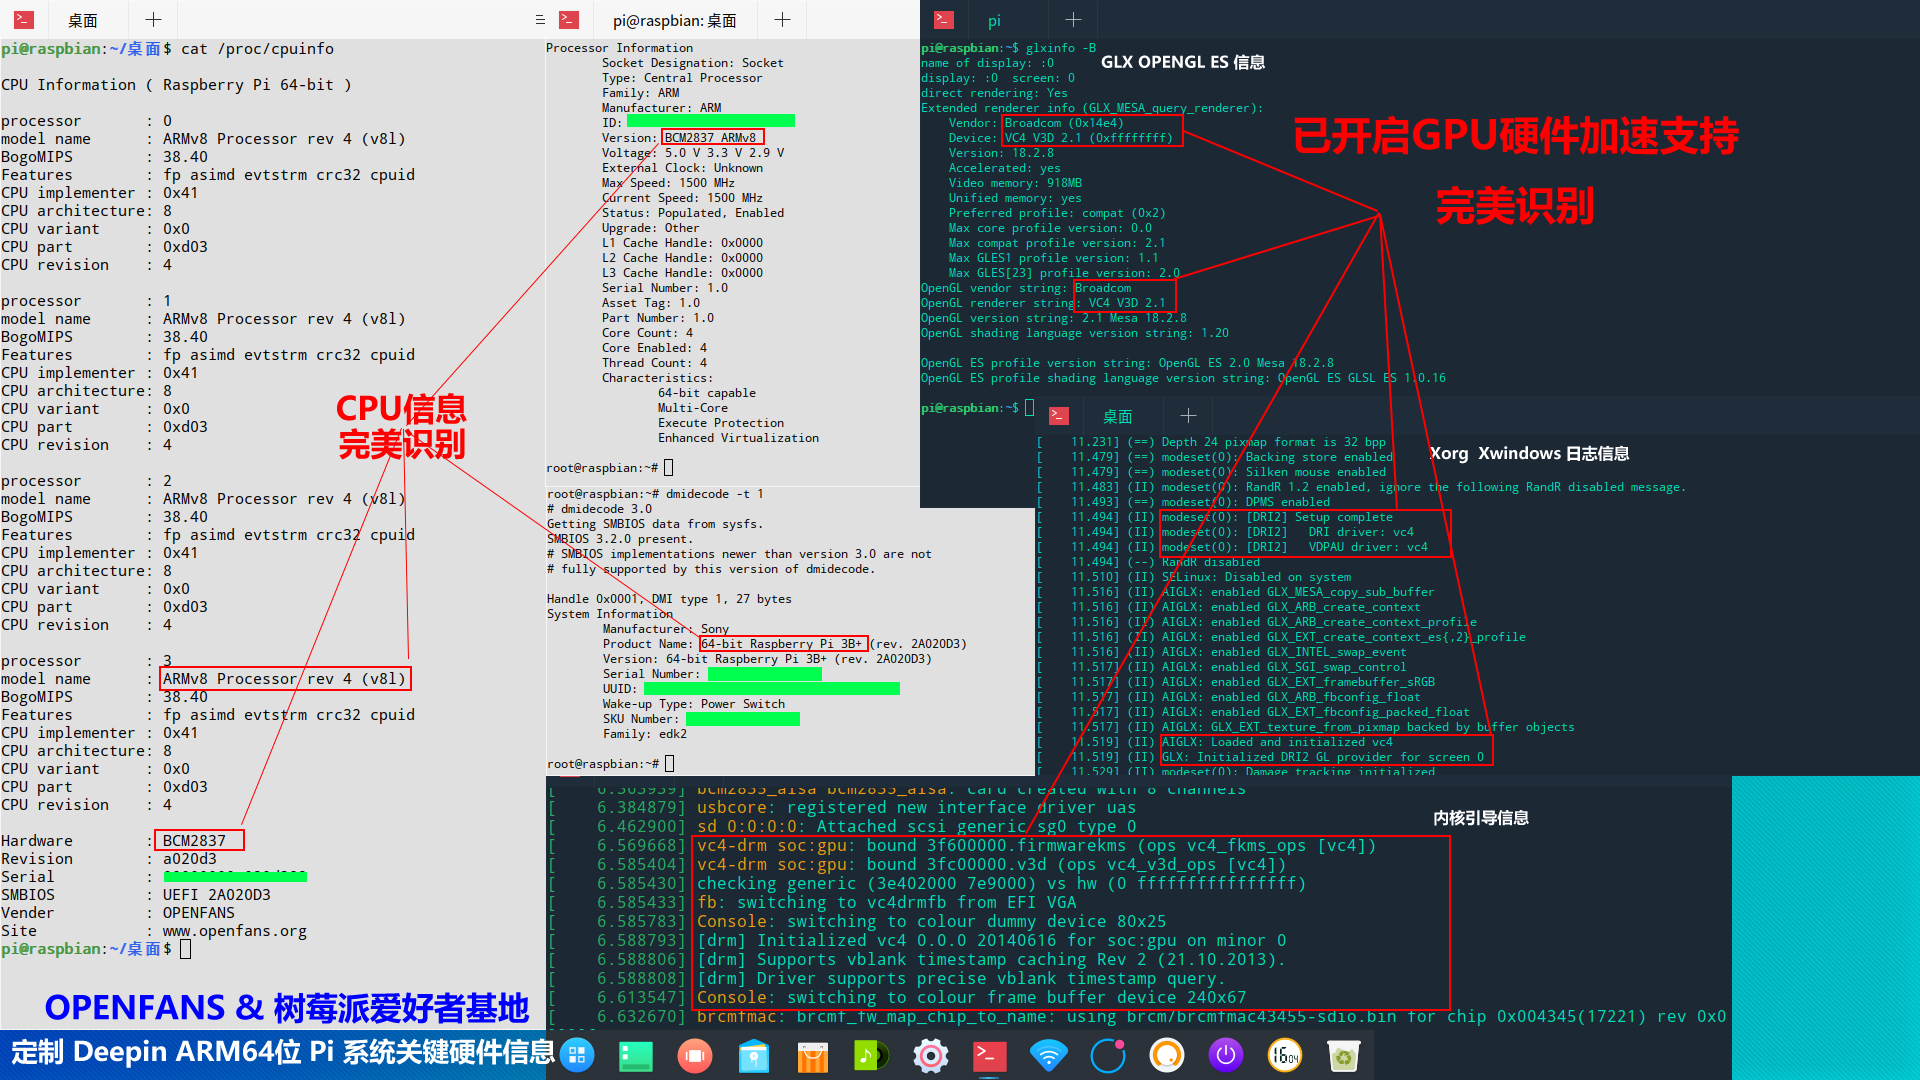 桌面
pi@raspbian:~/桌面$ cat /proc/cpuinfo
CPU Information ( Raspberry Pi 64-bit )
processor : 0
model name : ARMv8 Processor rev 4 (v8l)
BogoMIPS : 38.40
Features : fp asimd evtstrm crc32 cpuid
CPU implementer : 0x41
CPU architecture: 8
CPU variant : 0x0
CPU part : 0xd03
CPU revision : 4
processor : 1
model name : ARMv8 Processor rev 4 (v8l)
BogoMIPS : 38.40
Features : fp asimd evtstrm crc32 cpuid
CPU implementer : 0x41
CPU architecture: 8
CPU variant : 0x0
CPU part : 0xd03
CPU revision : 4
processor : 2
model name : ARMv8 Processor rev 4 (v8l)
BogoMIPS : 38.40
Features : fp asimd evtstrm crc32 cpuid
CPU implementer : 0x41
CPU architecture: 8
CPU variant : 0x0
CPU part : 0xd03
CPU revision : 4
processor : 3
model name : ARMv8 Processor rev 4 (v8l)
BogoMIPS : 38.40
Features : fp asimd evtstrm crc32 cpuid
CPU implementer : 0x41
CPU architecture: 8
CPU variant : 0x0
CPU part : 0xd03
CPU revision : 4
Hardware : BCM2837
Revision : a020d3
Serial :
SMBIOS : UEFI 2A020D3
Vender : OPENFANS
Site : www.openfans.org
pi@raspbian:~/桌面$
CPU信息
完美识别
OPENFANS & 树莓派爱好者基地
定制 Deepin ARM64位 Pi 系统关键硬件信息
pi@raspbian: 桌面
Processor Information
Socket Designation: Socket
Type: Central Processor
Family: ARM
Manufacturer: ARM
ID:
Version: BCM2837 ARMv8
Voltage: 5.0 V 3.3 V 2.9 V
External Clock: Unknown
Max Speed: 1500 MHz
Current Speed: 1500 MHz
Status: Populated, Enabled
Upgrade: Other
L1 Cache Handle: 0x0000
L2 Cache Handle: 0x0000
L3 Cache Handle: 0x0000
Serial Number: 1.0
Asset Tag: 1.0
Part Number: 1.0
Core Count: 4
Core Enabled: 4
Thread Count: 4
Characteristics:
64-bit capable
Multi-Core
Execute Protection
Enhanced Virtualization
root@raspbian:~#
root@raspbian:~# dmidecode -t 1
# dmidecode 3.0
Getting SMBIOS data from sysfs.
SMBIOS 3.2.0 present.
# SMBIOS implementations newer than version 3.0 are not
# fully supported by this version of dmidecode.
Handle 0x0001, DMI type 1, 27 bytes
System Information
Manufacturer: Sony
Product Name: 64-bit Raspberry Pi 3B+ (rev. 2A020D3)
Version: 64-bit Raspberry Pi 3B+ (rev. 2A020D3)
Serial Number:
UUID:
Wake-up Type: Power Switch
SKU Number:
Family: edk2
root@raspbian:~#
pi
pi@raspbian:~$ glxinfo -B
name of display: :0
display: :0 screen: 0
direct rendering: Yes
Extended renderer info (GLX_MESA_query_renderer):
Vendor: Broadcom (0x14e4)
Device: VC4 V3D 2.1 (0xffffffff)
Version: 18.2.8
Accelerated: yes
Video memory: 918MB
Unified memory: yes
Preferred profile: compat (0x2)
Max core profile version: 0.0
Max compat profile version: 2.1
Max GLES1 profile version: 1.1
Max GLES[23] profile version: 2.0
OpenGL vendor string: Broadcom
OpenGL renderer string: VC4 V3D 2.1
OpenGL version string: 2.1 Mesa 18.2.8
OpenGL shading language version string: 1.20
OpenGL ES profile version string: OpenGL ES 2.0 Mesa 18.2.8
OpenGL ES profile shading language version string: OpenGL ES GLSL ES 1.0.16
pi@raspbian:~$
GLX OPENGL ES 信息
已开启GPU硬件加速支持
完美识别
桌面
Xorg Xwindows 日志信息
[ 11.231] (==) Depth 24 pixmap format is 32 bpp
[ 11.479] (==) modeset(0): Backing store enabled
[ 11.479] (==) modeset(0): Silken mouse enabled
[ 11.483] (II) modeset(0): RandR 1.2 enabled, ignore the following RandR disabled message.
[ 11.493] (==) modeset(0): DPMS enabled
[ 11.494] (II) modeset(0): [DRI2] Setup complete
[ 11.494] (II) modeset(0): [DRI2] DRI driver: vc4
[ 11.494] (II) modeset(0): [DRI2] VDPAU driver: vc4
[ 11.494] (--) RandR disabled
[ 11.510] (II) SELinux: Disabled on system
[ 11.516] (II) AIGLX: enabled GLX_MESA_copy_sub_buffer
[ 11.516] (II) AIGLX: enabled GLX_ARB_create_context
[ 11.516] (II) AIGLX: enabled GLX_ARB_create_context_profile
[ 11.516] (II) AIGLX: enabled GLX_EXT_create_context_es{,2}_profile
[ 11.516] (II) AIGLX: enabled GLX_INTEL_swap_event
[ 11.517] (II) AIGLX: enabled GLX_SGI_swap_control
[ 11.517] (II) AIGLX: enabled GLX_EXT_framebuffer_sRGB
[ 11.517] (II) AIGLX: enabled GLX_ARB_fbconfig_float
[ 11.517] (II) AIGLX: enabled GLX_EXT_fbconfig_packed_float
[ 11.517] (II) AIGLX: GLX_EXT_texture_from_pixmap backed by buffer objects
[ 11.519] (II) AIGLX: Loaded and initialized vc4
[ 11.519] (II) GLX: Initialized DRI2 GL provider for screen 0
[ 11.529] (II) modeset(0): Damage tracking initialized
内核引导信息
card created with 8 channels
[ 6.384879] usbcore: registered new interface driver uas
[ 6.462900] sd 0:0:0:0: Attached scsi generic sg0 type 0
[ 6.569668] vc4-drm soc:gpu: bound 3f600000.firmwarekms (ops vc4_fkms_ops [vc4])
[ 6.585404] vc4-drm soc:gpu: bound 3fc00000.v3d (ops vc4_v3d_ops [vc4])
[ 6.585430] checking generic (3e402000 7e9000) vs hw (0 ffffffffffffffff)
[ 6.585433] fb: switching to vc4drmfb from EFI VGA
[ 6.585783] Console: switching to colour dummy device 80x25
[ 6.588793] [drm] Initialized vc4 0.0.0 20140616 for soc:gpu on minor 0
[ 6.588806] [drm] Supports vblank timestamp caching Rev 2 (21.10.2013).
[ 6.588808] [drm] Driver supports precise vblank timestamp query.
[ 6.613547] Console: switching to colour frame buffer device 240x67
[ 6.632670] brcmfmac: brcmf_fw_map_chip_to_name: using brcm/brcmfmac43455-sdio.bin for chip 0x004345(17221) rev 0x0
16 04